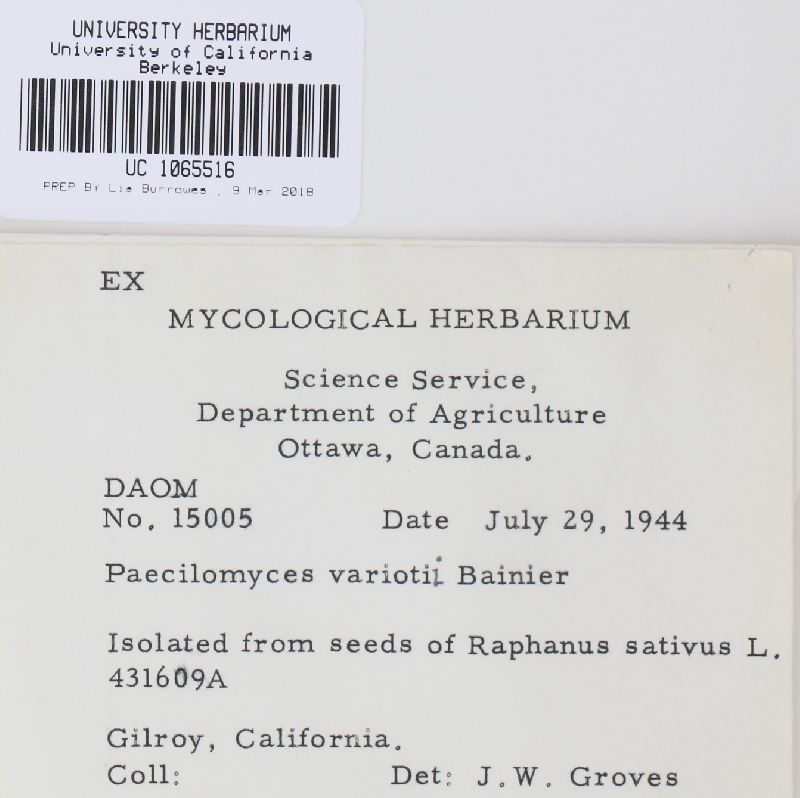 UNIVERSITY HERBARIUM
University of California
Berkeley
UC 1065516
PREP BY Lia Burrowes , 9 Mar 2018
EX
MYCOLOGICAL HERBARIUM
Science Service,
Department of Agriculture
Ottawa, Canada.
DAOM
No. 15005 Date July 29, 1944
Paecilomyces variotii Bainier
Isolated from seeds of Raphanus sativus L.
431609A
Gilroy, California.
Coll: Det: J.W. Groves